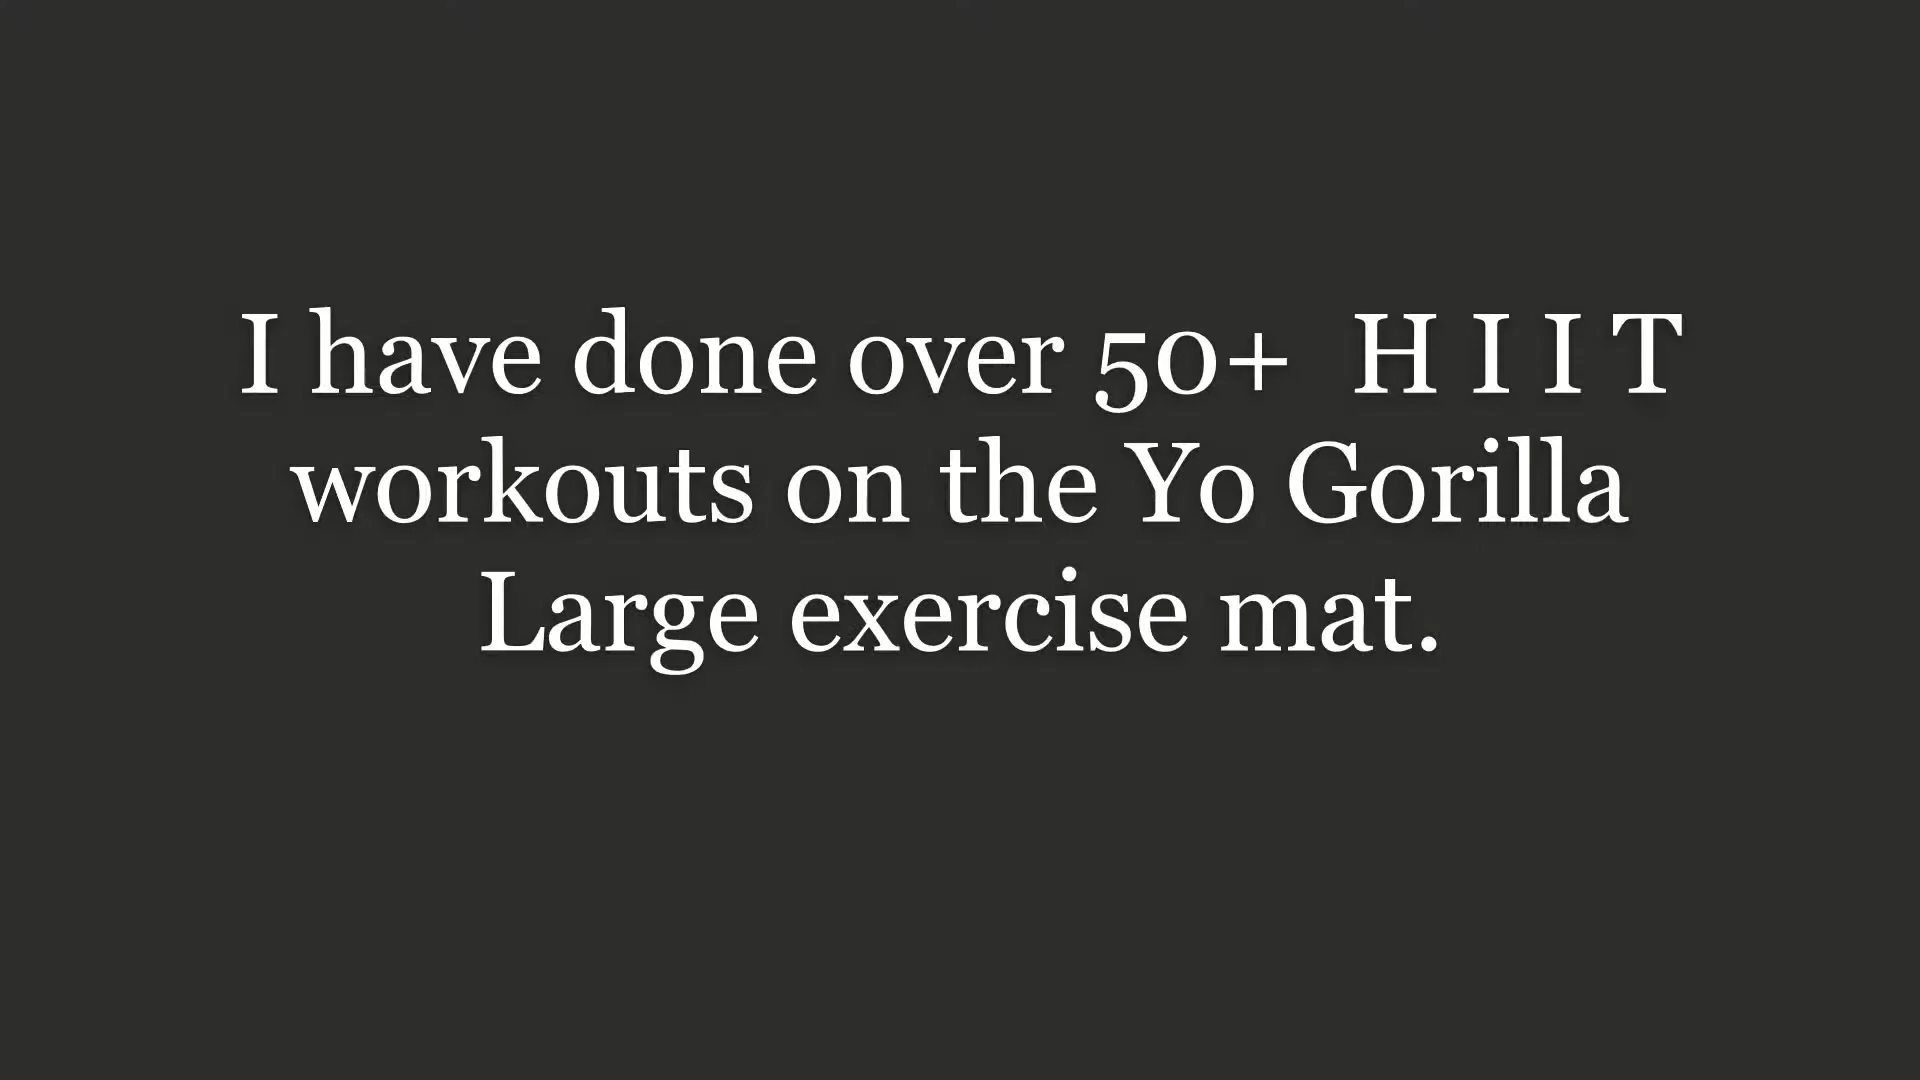 I have done over 50+  H I I T
workouts on the Yo Gorilla
Large exercise mat.